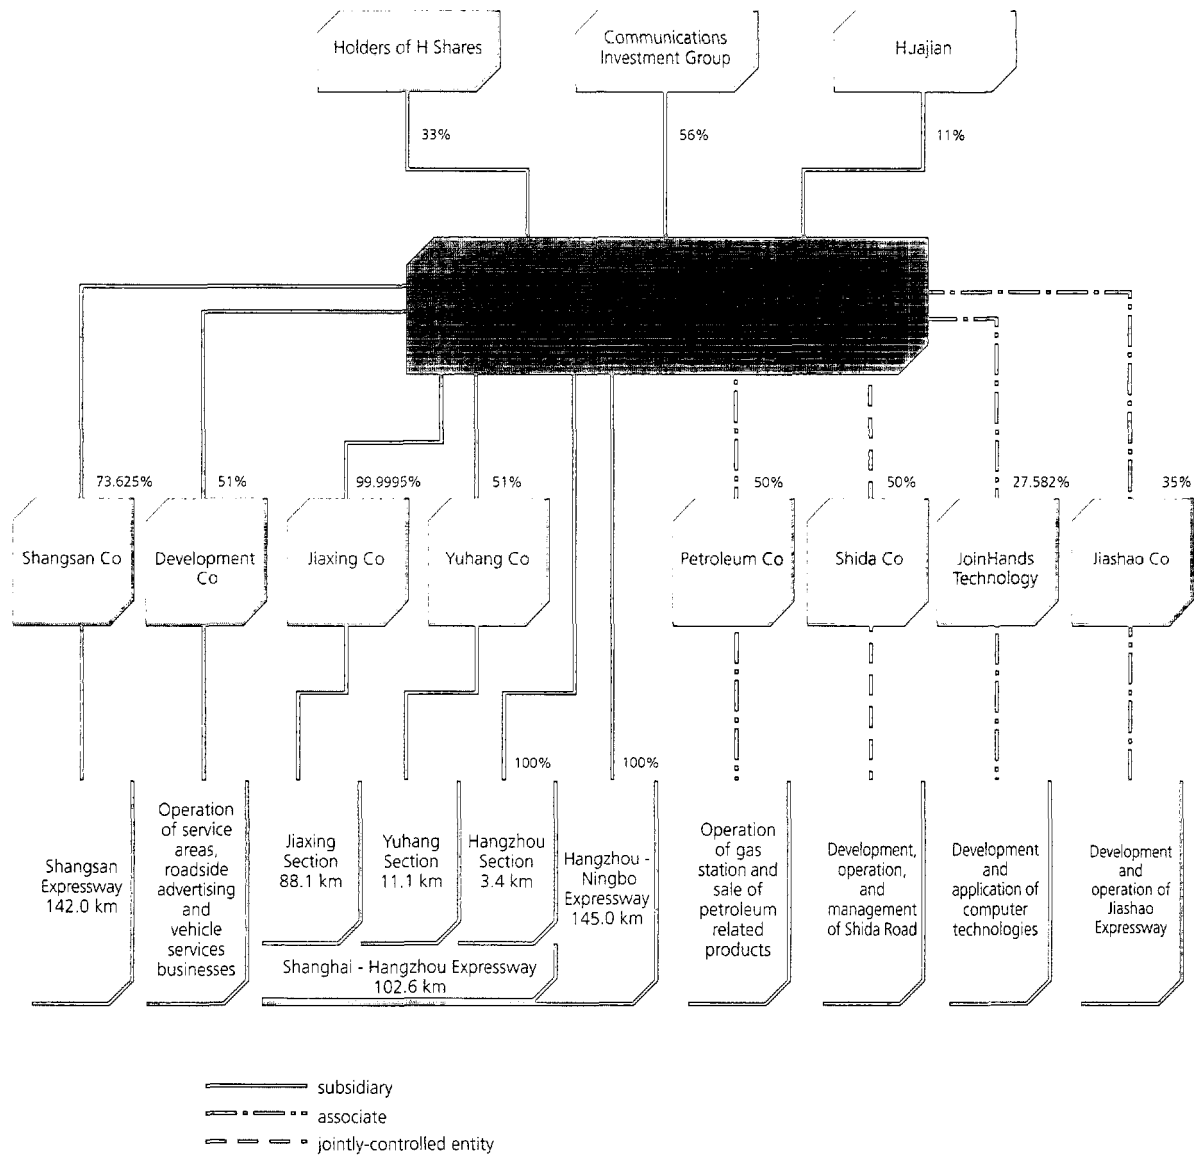 Holders of H Shares
Communications
Investment Group
Huajian
33%
56%
11%
73.625%
51%
99.9995%
51%
50%
50%
27.582%
35%
Shangsan Co
Development
Co
Jiaxing Co
Yuhang Co
Petroleum Co
Shida Co
JoinHands
Technology
Jiashao Co
100%
100%
Shangsan
Expressway
142.0 km
Operation
of service
areas,
roadside
advertising
and
vehicle
services
businesses
Jiaxing
Section
88.1 km
Yuhang
Section
11.1 km
Hangzhou
Section
3.4 km
Hangzhou -
Ningbo
Expressway
145.0 km
Shanghai - Hangzhou Expressway
102.6 km
Operation
of gas
station and
sale of
petroleum
related
products
Development,
operation,
and
management
of Shida Road
Development
and
application of
computer
technologies
Development
and
operation of
Jiashao
Expressway
subsidiary
associate
jointly-controlled entity